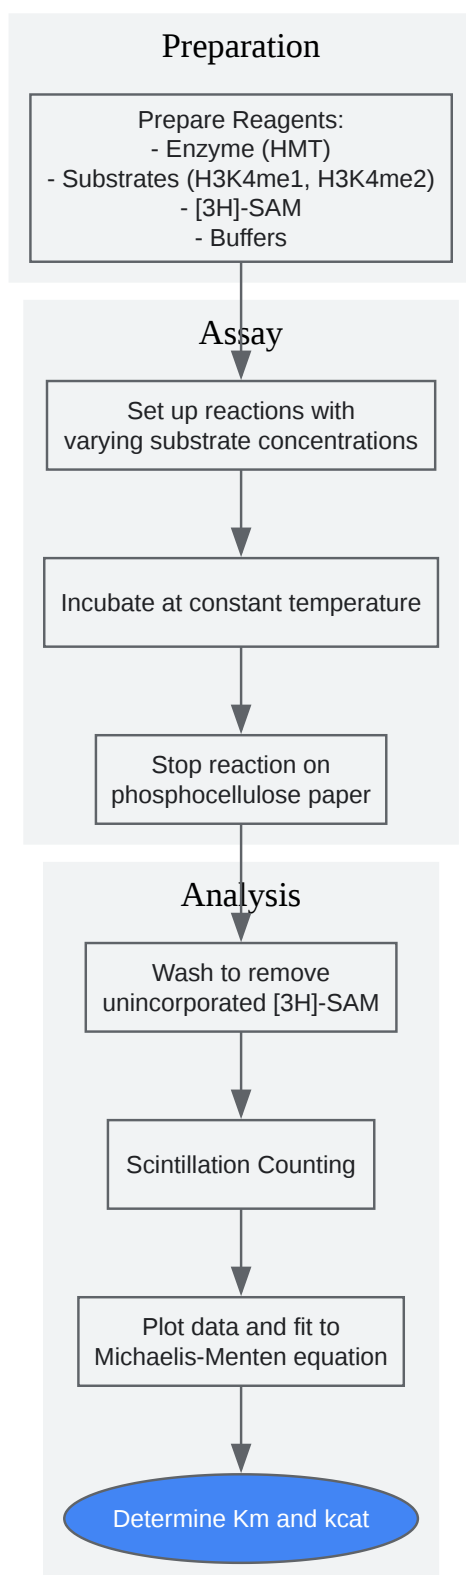 Preparation
Prepare Reagents:
- Enzyme (HMT)
- Substrates (H3K4me1, H3K4me2)
- [3H]-SAM
- Buffers
Assay
Set up reactions with
varying substrate concentrations
Incubate at constant temperature
Stop reaction on
phosphocellulose paper
Analysis
Wash to remove
unincorporated [3H]-SAM
Scintillation Counting
Plot data and fit to
Michaelis-Menten equation
Determine Km and kcat